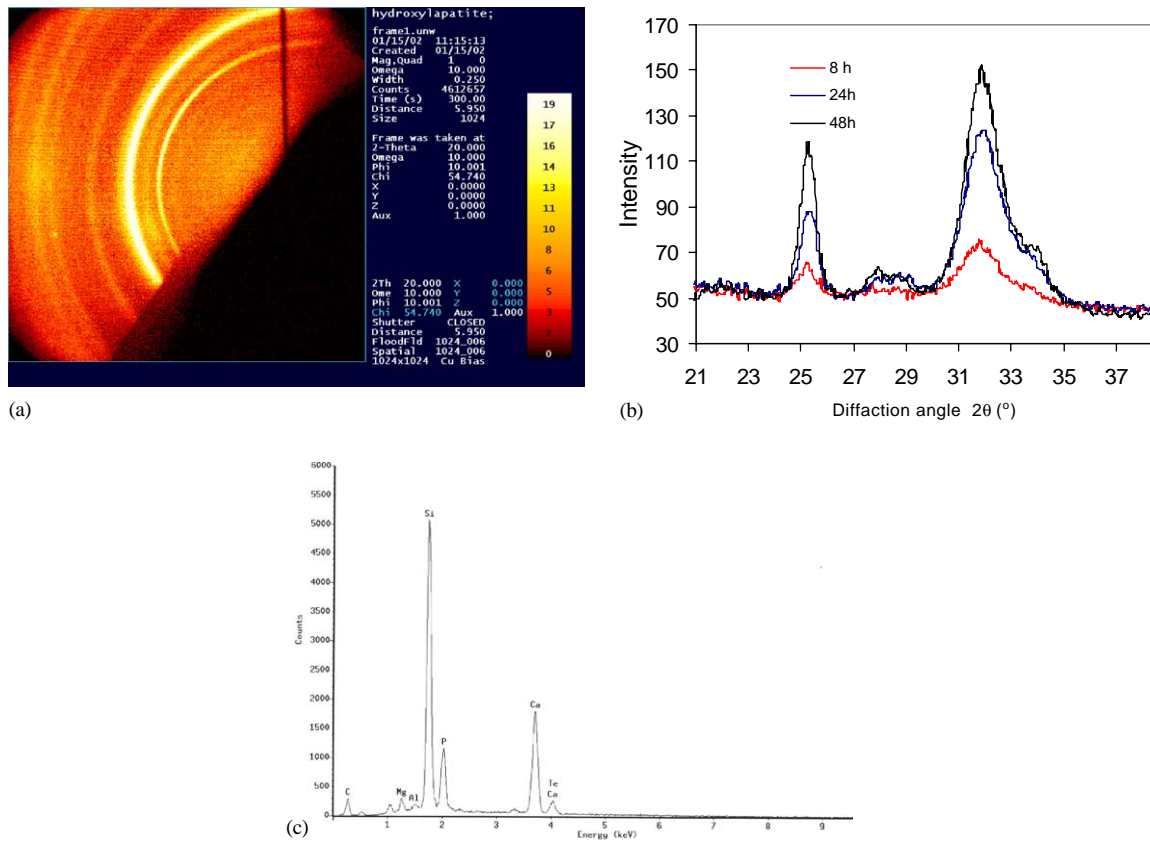 hydroxylapatite;
frame1.unw
01/15/02 11:15:13
Created 01/15/02
Mag.Quad 1 0
Omega 10.000
Width 0.250
Counts 4612657
Time (s) 300.00
Distance 5.950
Size 1024
Frame was taken at
2-Theta 20.000
Omega 10.000
Phi 10.001
Chi 54.740
X 0.0000
Y 0.0000
Z 0.0000
Aux 1.000
2Th 20.000 X 0.000
Ome 10.000 Y 0.000
Phi 10.001 Z 0.000
Chi 54.740 Aux 1.000
Shutter CLOSED
Distance 5.950
FloodFld 1024_006
Spatial 1024_006
1024x1024 Cu Bias
19
17
16
14
13
11
10
8
6
5
3
2
0
(a)
170
150
130
110
90
70
50
30
Intensity
8 h
24h
48h
21 23 25 27 29 31 33 35 37
Diffaction angle 2θ (°)
(b)
6000
5500
5000
4500
4000
3500
3000
2500
2000
1500
1000
500
0
Counts
C
Mg
Al
Si
P
Ca
Te
Ca
1 2 3 4 5 6 7 8 9
Energy (keV)
(c)